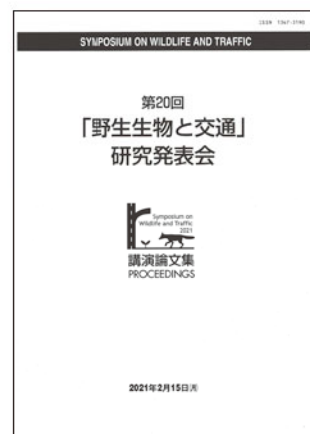 SYMPOSIUM ON WILDLIFE AND TRAFFIC
第20回
「野生生物と交通」
研究発表会
Symposium on
Wildlife and Traffic
2021
講演論文集
PROCEEDINGS
2021年2月15日㈪